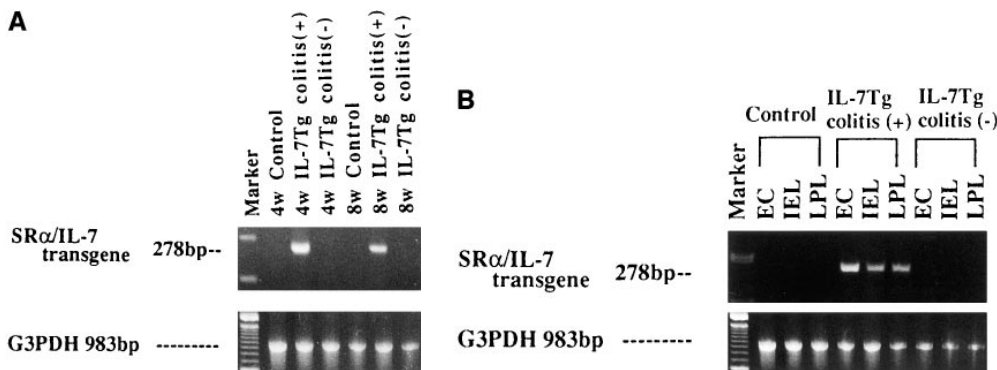 A
Marker
4w Control
4w IL-7Tg colitis(+)
4w IL-7Tg colitis(-)
8w Control
8w IL-7Tg colitis(+)
8w IL-7Tg colitis(-)
SRα/IL-7
transgene
278bp--
G3PDH 983bp ---------
B
Control
IL-7Tg
colitis (+)
IL-7Tg
colitis (-)
Marker
EC
IEL
LPL
EC
IEL
LPL
EC
IEL
LPL
SRα/IL-7
transgene
278bp--
G3PDH 983bp ---------